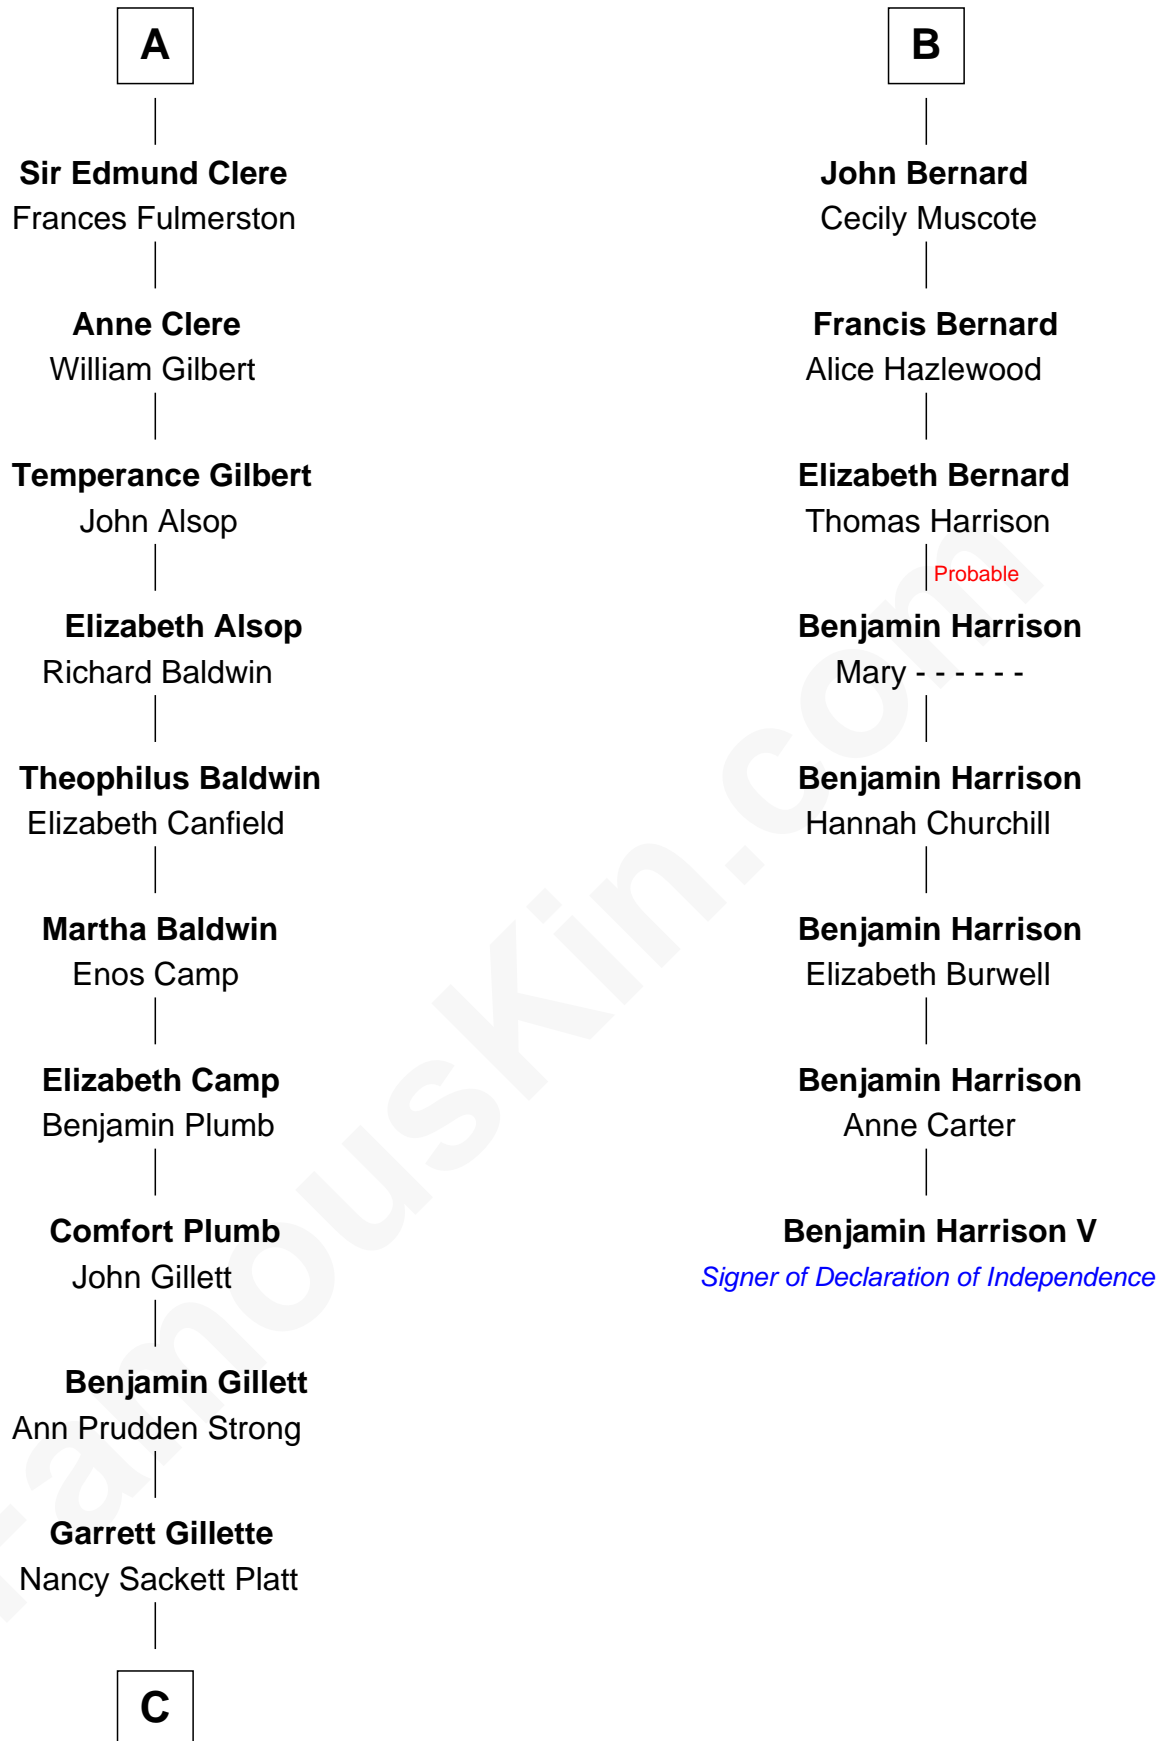 A
Sir Edmund Clere
Frances Fulmerston
Anne Clere
William Gilbert
Temperance Gilbert
John Alsop
Elizabeth Alsop
Richard Baldwin
Theophilus Baldwin
Elizabeth Canfield
Martha Baldwin
Enos Camp
Elizabeth Camp
Benjamin Plumb
Comfort Plumb
John Gillett
Benjamin Gillett
Ann Prudden Strong
Garrett Gillette
Nancy Sackett Platt
C
B
John Bernard
Cecily Muscote
Francis Bernard
Alice Hazlewood
Elizabeth Bernard
Thomas Harrison
Probable
Benjamin Harrison
Mary - - - - - -
Benjamin Harrison
Hannah Churchill
Benjamin Harrison
Elizabeth Burwell
Benjamin Harrison
Anne Carter
Benjamin Harrison V
Signer of Declaration of Independence
FamousKin.com